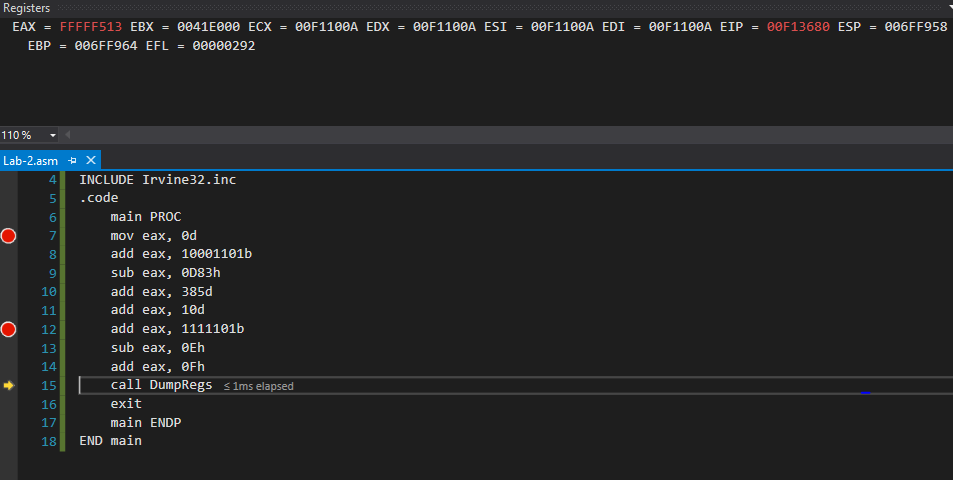 Registers
EAX = FFFFF513 EBX = 0041E000 ECX = 00F1100A EDX = 00F1100A ESI = 00F1100A EDI = 00F1100A EIP = 00F13680 ESP = 006FF958
EBP = 006FF964 EFL = 00000292
110 %
Lab-2.asm
4 INCLUDE Irvine32.inc
5 .code
6 main PROC
7 mov eax, 0d
8 add eax, 10001101b
9 sub eax, 0D83h
10 add eax, 385d
11 add eax, 10d
12 add eax, 1111101b
13 sub eax, 0Eh
14 add eax, 0Fh
15 call DumpRegs ≤ 1ms elapsed
16 exit
17 main ENDP
18 END main